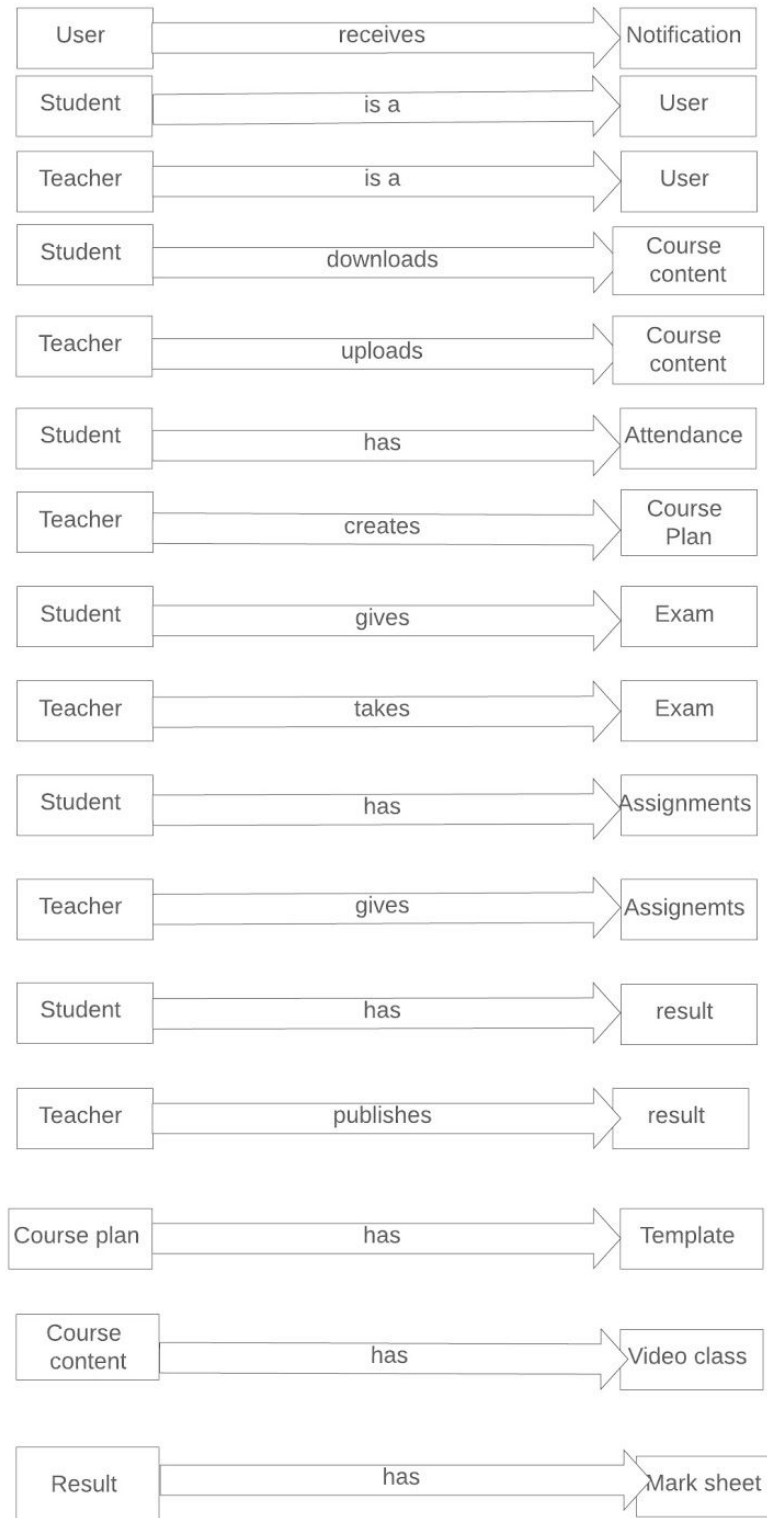 User receives Notification
Student is a User
Teacher is a User
Student downloads Course
content
Teacher uploads Course
content
Student has Attendance
Teacher creates Course
Plan
Student gives Exam
Teacher takes Exam
Student has Assignments
Teacher gives Assignemts
Student has result
Teacher publishes result
Course plan has Template
Course
content has Video class
Result has Mark sheet